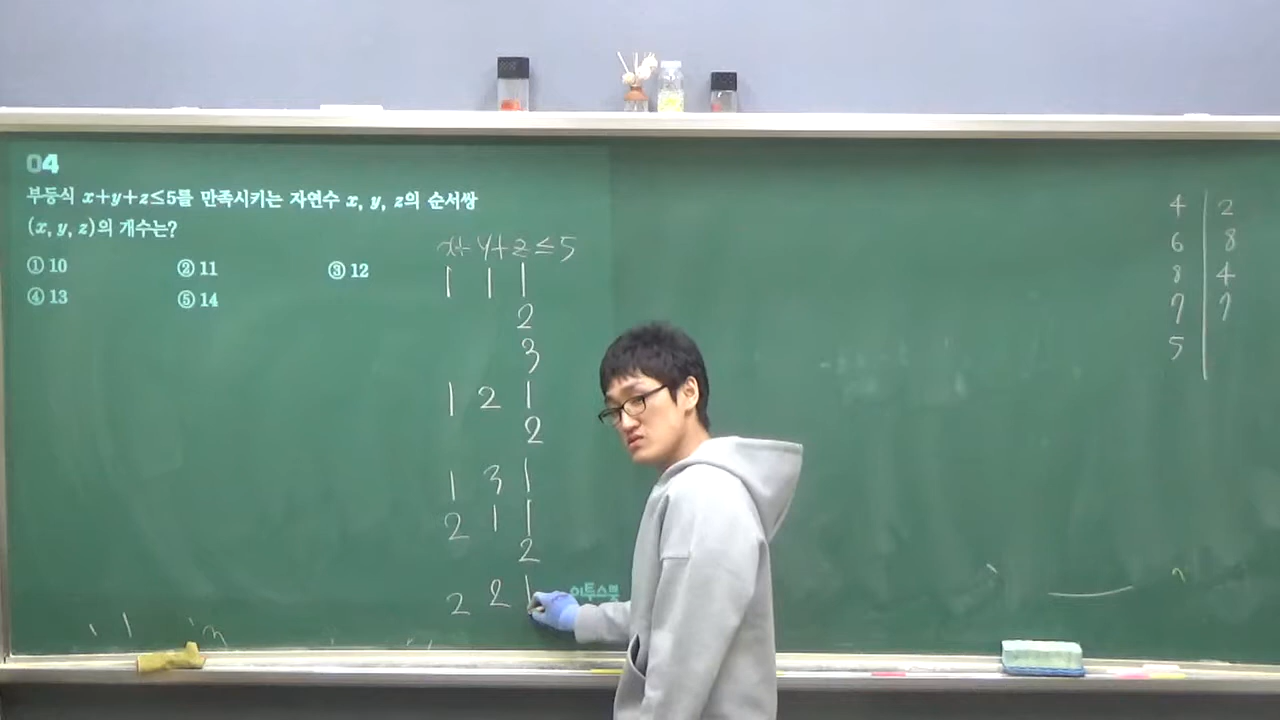 04
부등식 x+y+z≤5를 만족시키는 자연수 x, y, z의 순서쌍
(x, y, z)의 개수는?
① 10 ② 11 ③ 12
④ 13 ⑤ 14
x+y+z≤5
1 1 1
2
3
1 2 1
2
1 3 1
2 1 1
2
2 2 1
이투스북
4 2
6 8
8 4
7 7
5